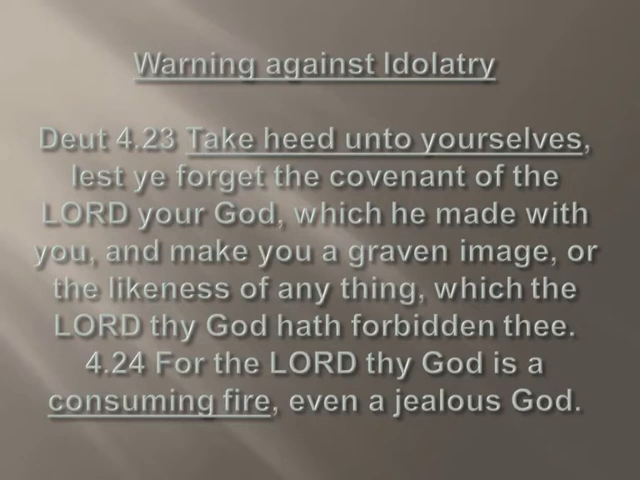 Warning against Idolatry
Deut 4.23 Take heed unto yourselves,
lest ye forget the covenant of the
LORD your God, which he made with
you, and make you a graven image, or
the likeness of any thing, which the
LORD thy God hath forbidden thee.
4.24 For the LORD thy God is a
consuming fire, even a jealous God.